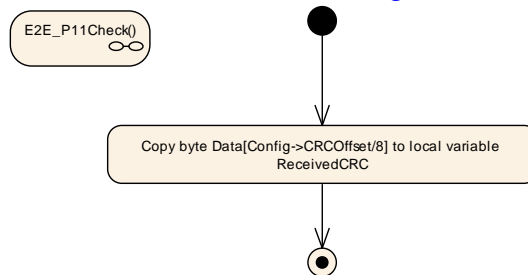 E2E_P11Check()
Copy byte Data[Config->CRCOffset/8] to local variable
ReceivedCRC